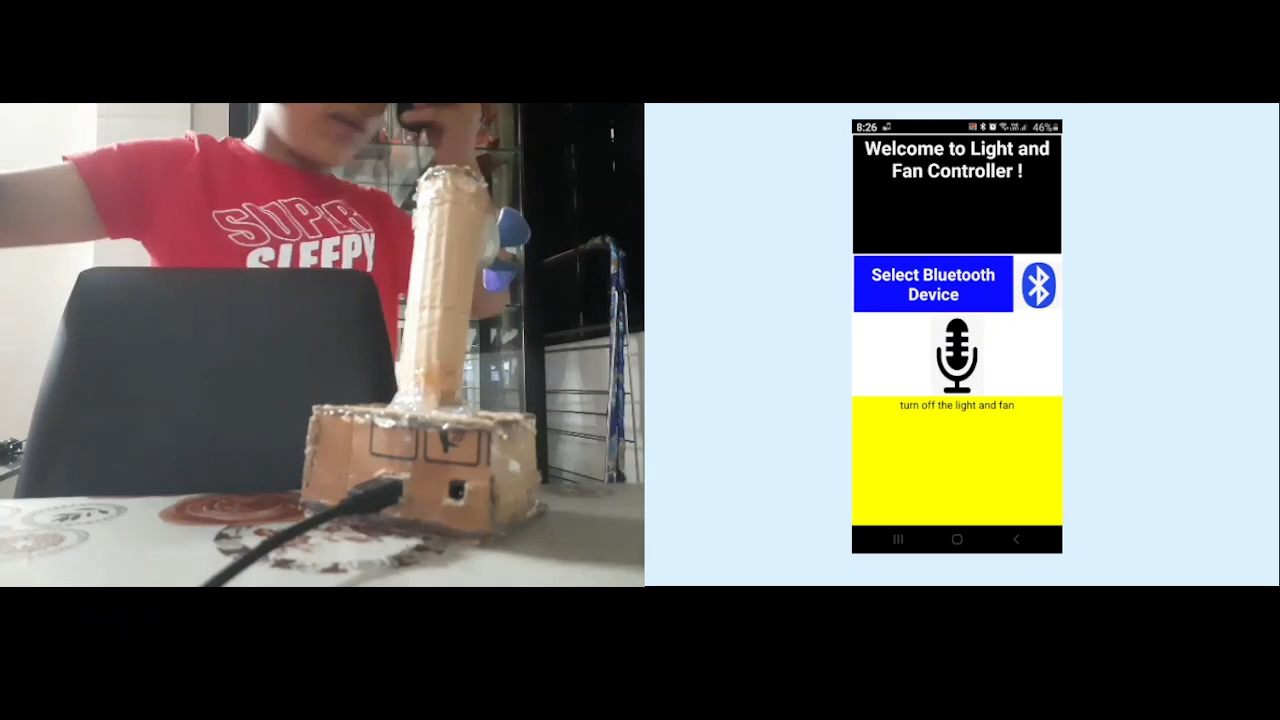 SUPER
SLEEPY
8:26
46%
Welcome to Light and
Fan Controller !
Select Bluetooth
Device
turn off the light and fan